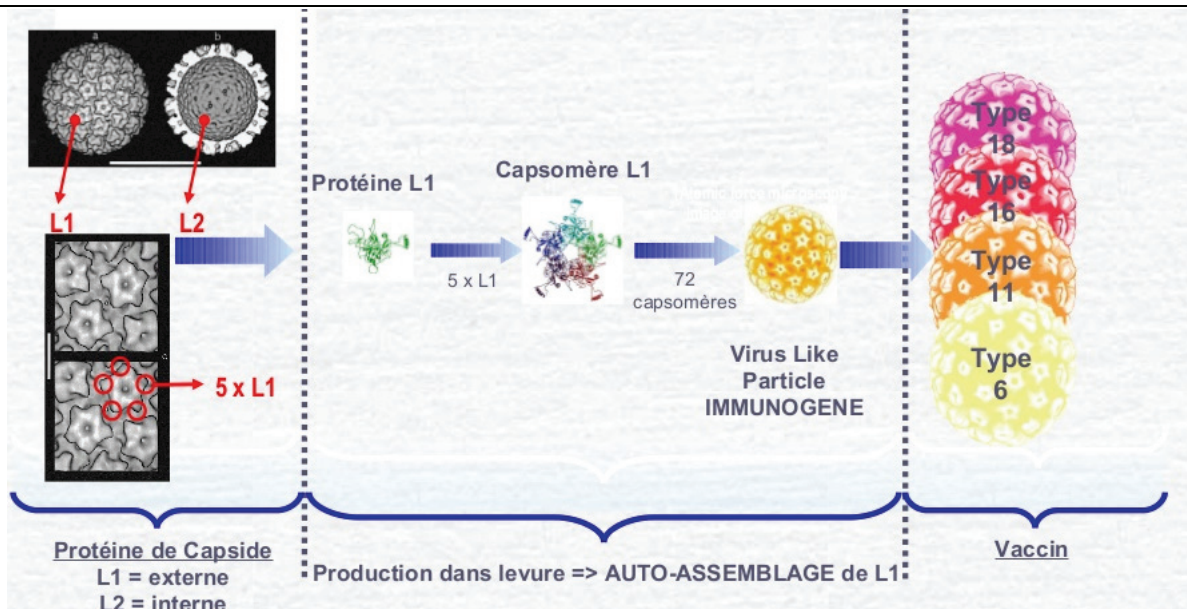 a
b
L1
L2
c
5 x L1
Protéine de Capside
L1 = externe
L2 = interne
Protéine L1
5 x L1
Capsomère L1
72
capsomères
Virus Like
Particle
IMMUNOGENE
Production dans levure => AUTO-ASSEMBLAGE de L1
Type
18
Type
16
Type
11
Type
6
Vaccin